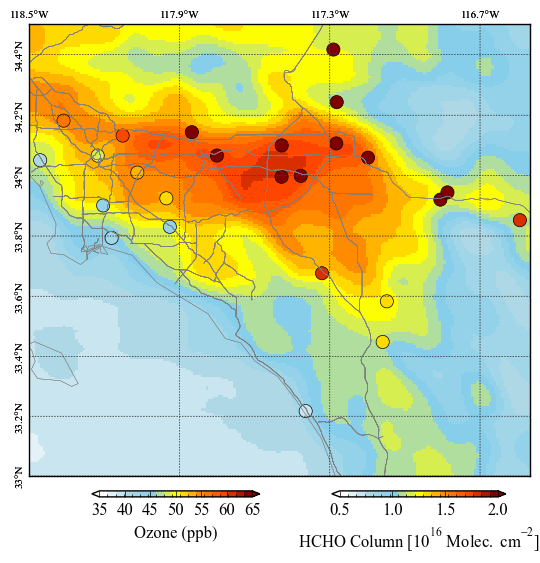 118.5°W 117.9°W 117.3°W 116.7°W
34.4°N
34.2°N
34°N
33.8°N
33.6°N
33.4°N
33.2°N
33°N
35 40 45 50 55 60 65
Ozone (ppb)
0.5 1.0 1.5 2.0
HCHO Column [10¹⁶ Molec. cm⁻²]